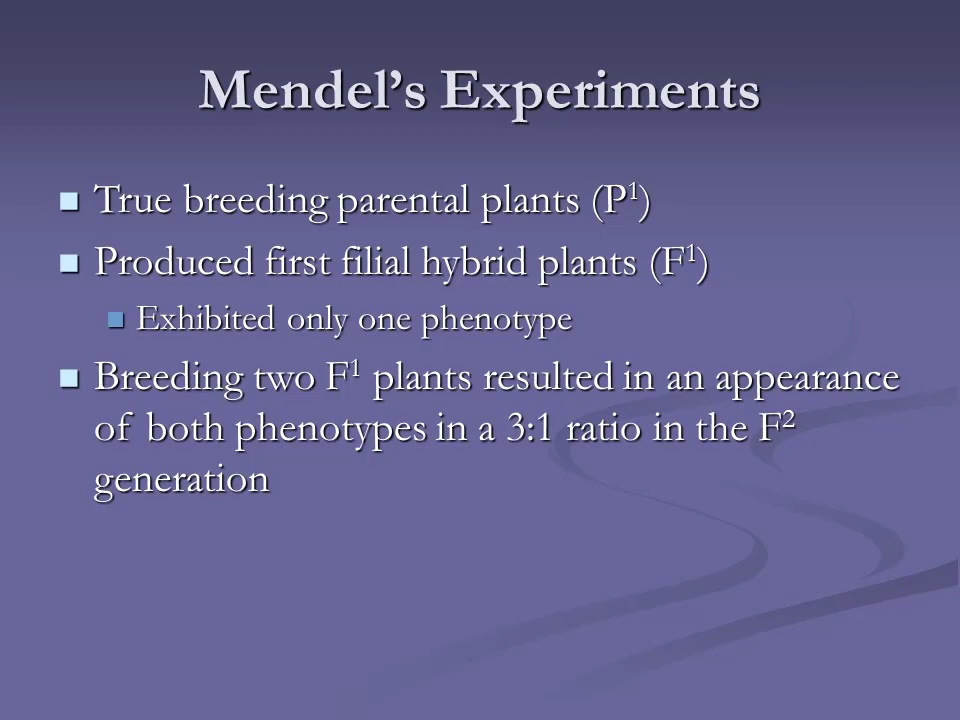 Mendel’s Experiments
True breeding parental plants (P¹)
Produced first filial hybrid plants (F¹)
Exhibited only one phenotype
Breeding two F¹ plants resulted in an appearance
of both phenotypes in a 3:1 ratio in the F²
generation